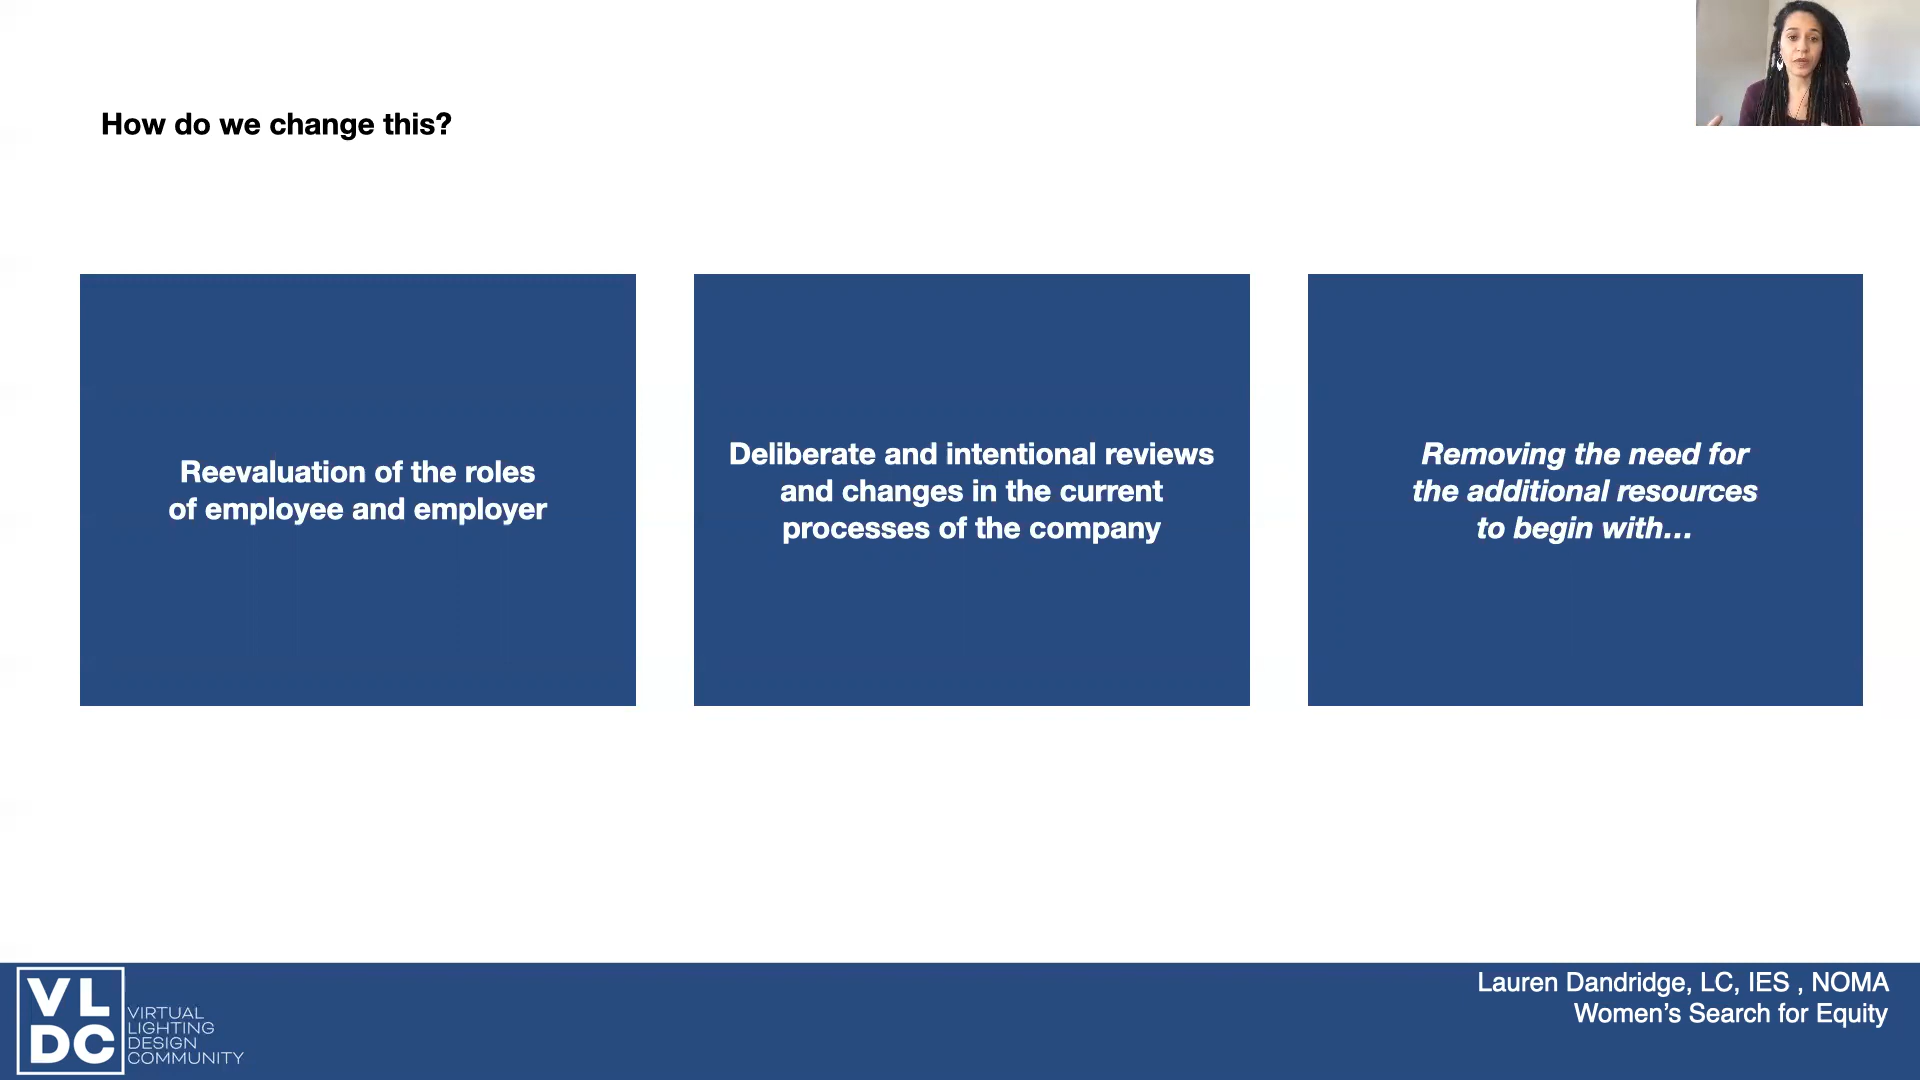 How do we change this?
Reevaluation of the roles
of employee and employer
Deliberate and intentional reviews
and changes in the current
processes of the company
Removing the need for
the additional resources
to begin with...
VL
DC
VIRTUAL
LIGHTING
DESIGN
COMMUNITY
Lauren Dandridge, LC, IES , NOMA
Women’s Search for Equity